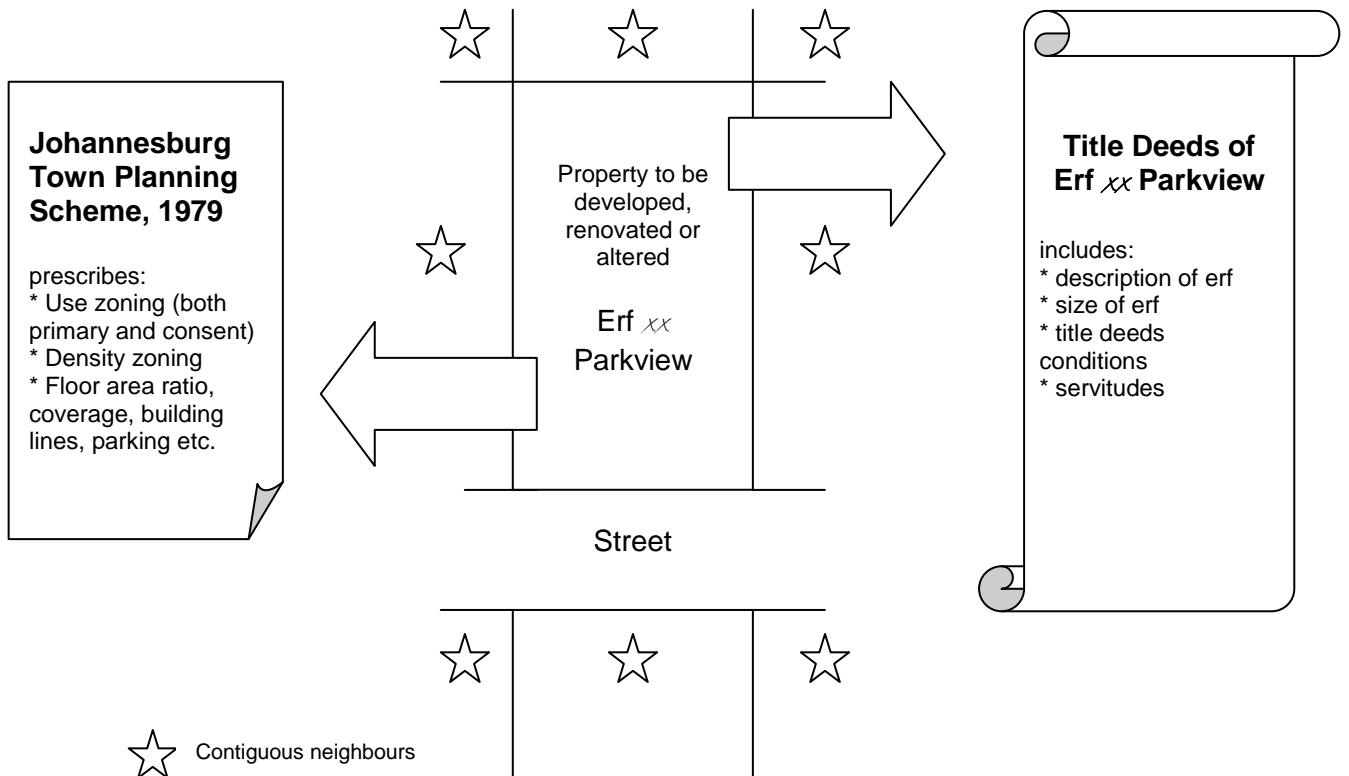 Johannesburg
Town Planning
Scheme, 1979
prescribes:
* Use zoning (both
primary and consent)
* Density zoning
* Floor area ratio,
coverage, building
lines, parking etc.
Property to be
developed,
renovated or
altered
Erf xx
Parkview
Street
Title Deeds of
Erf xx Parkview
includes:
* description of erf
* size of erf
* title deeds
conditions
* servitudes
Contiguous neighbours